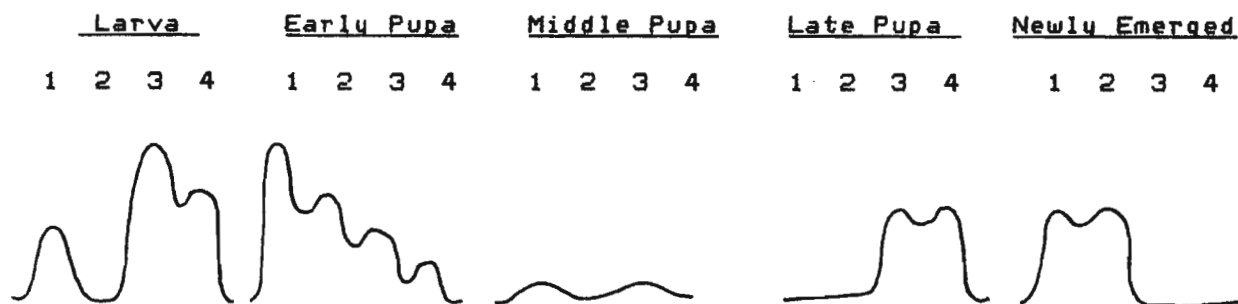 Larva Early Pupa Middle Pupa Late Pupa Newly Emerged
1 2 3 4 1 2 3 4 1 2 3 4 1 2 3 4 1 2 3 4